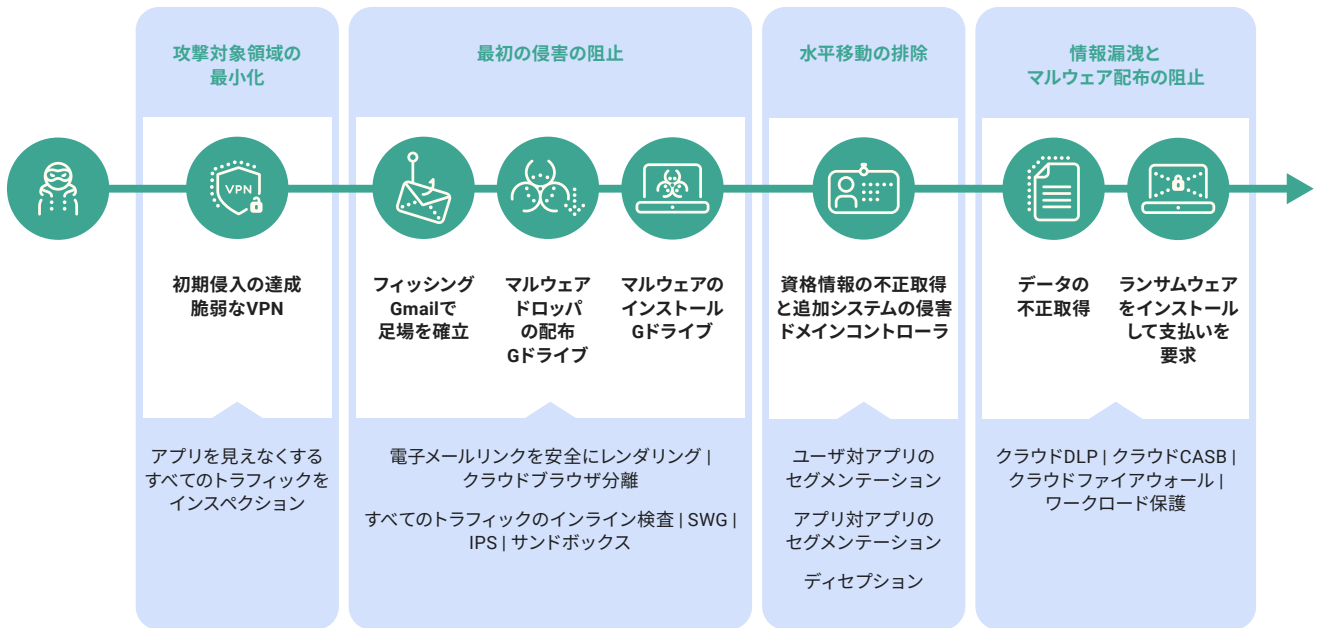 攻撃対象領域の
最小化
最初の侵害の阻止
水平移動の排除
情報漏洩と
マルウェア配布の阻止
VPN
初期侵入の達成
脆弱なVPN
フィッシング
Gmailで
足場を確立
マルウェア
ドロッパ
の配布
Gドライブ
マルウェアの
インストール
Gドライブ
資格情報の不正取得
と追加システムの侵害
ドメインコントローラ
データの
不正取得
ランサムウェア
をインストール
して支払いを
要求
アプリを見えなくする
すべてのトラフィックを
インスペクション
電子メールリンクを安全にレンダリング |
クラウドブラウザ分離
すべてのトラフィックのインライン検査 | SWG |
IPS | サンドボックス
ユーザ対アプリの
セグメンテーション
アプリ対アプリの
セグメンテーション
ディセプション
クラウドDLP | クラウドCASB |
クラウドファイアウォール |
ワークロード保護